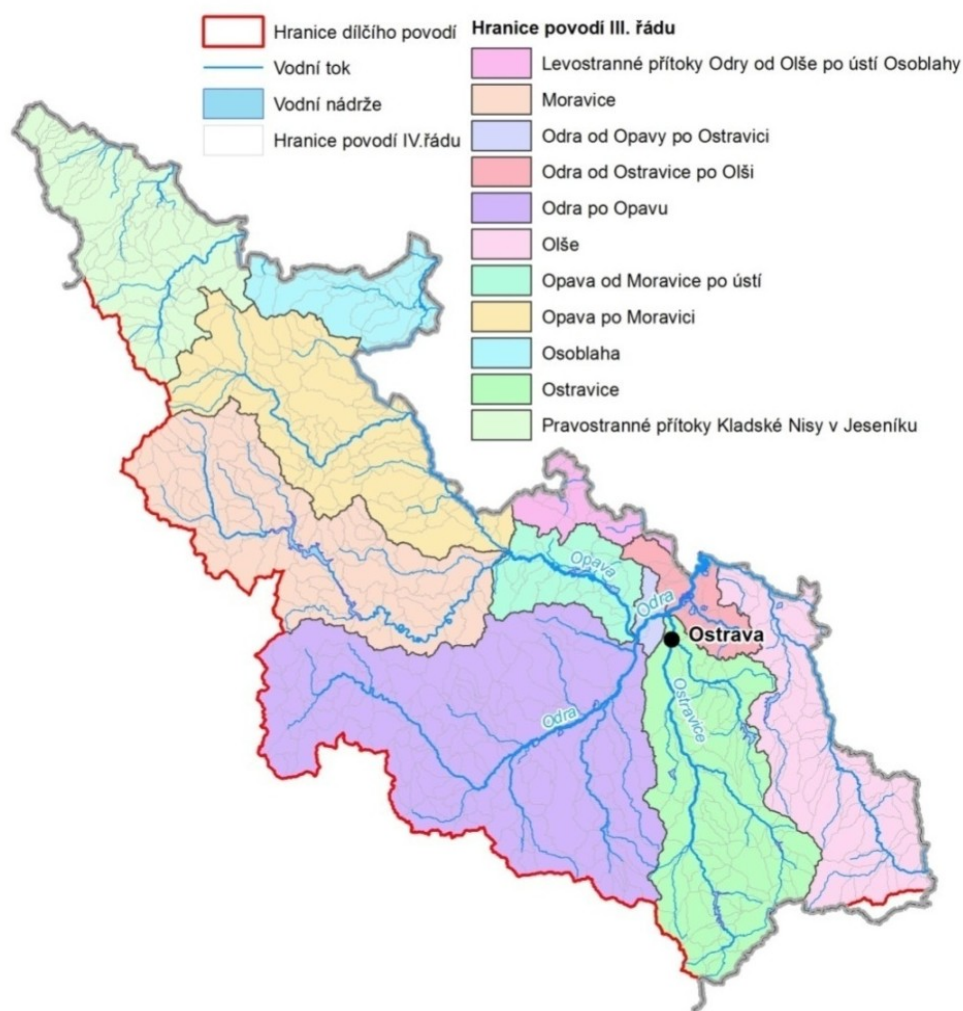 Hranice dílčího povodí
Vodní tok
Vodní nádrže
Hranice povodí IV.řádu
Hranice povodí III. řádu
Levostranné přítoky Odry od Olše po ústí Osoblahy
Moravice
Odra od Opavy po Ostravici
Odra od Ostravice po Olši
Odra po Opavu
Olše
Opava od Moravice po ústí
Opava po Moravici
Osoblaha
Ostravice
Pravostranné přítoky Kladské Nisy v Jeseníku
Opava
Odra
Ostrava
Ostravice
Odra